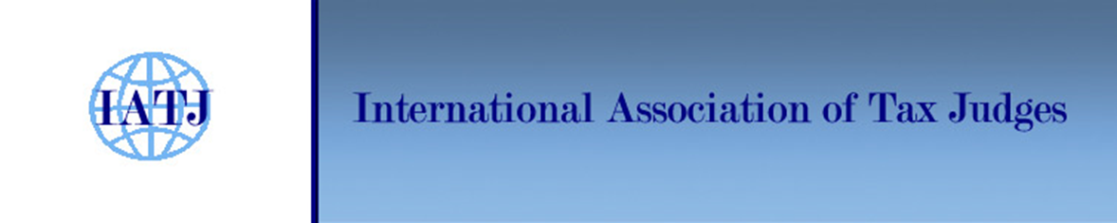 IATJ
International Association of Tax Judges